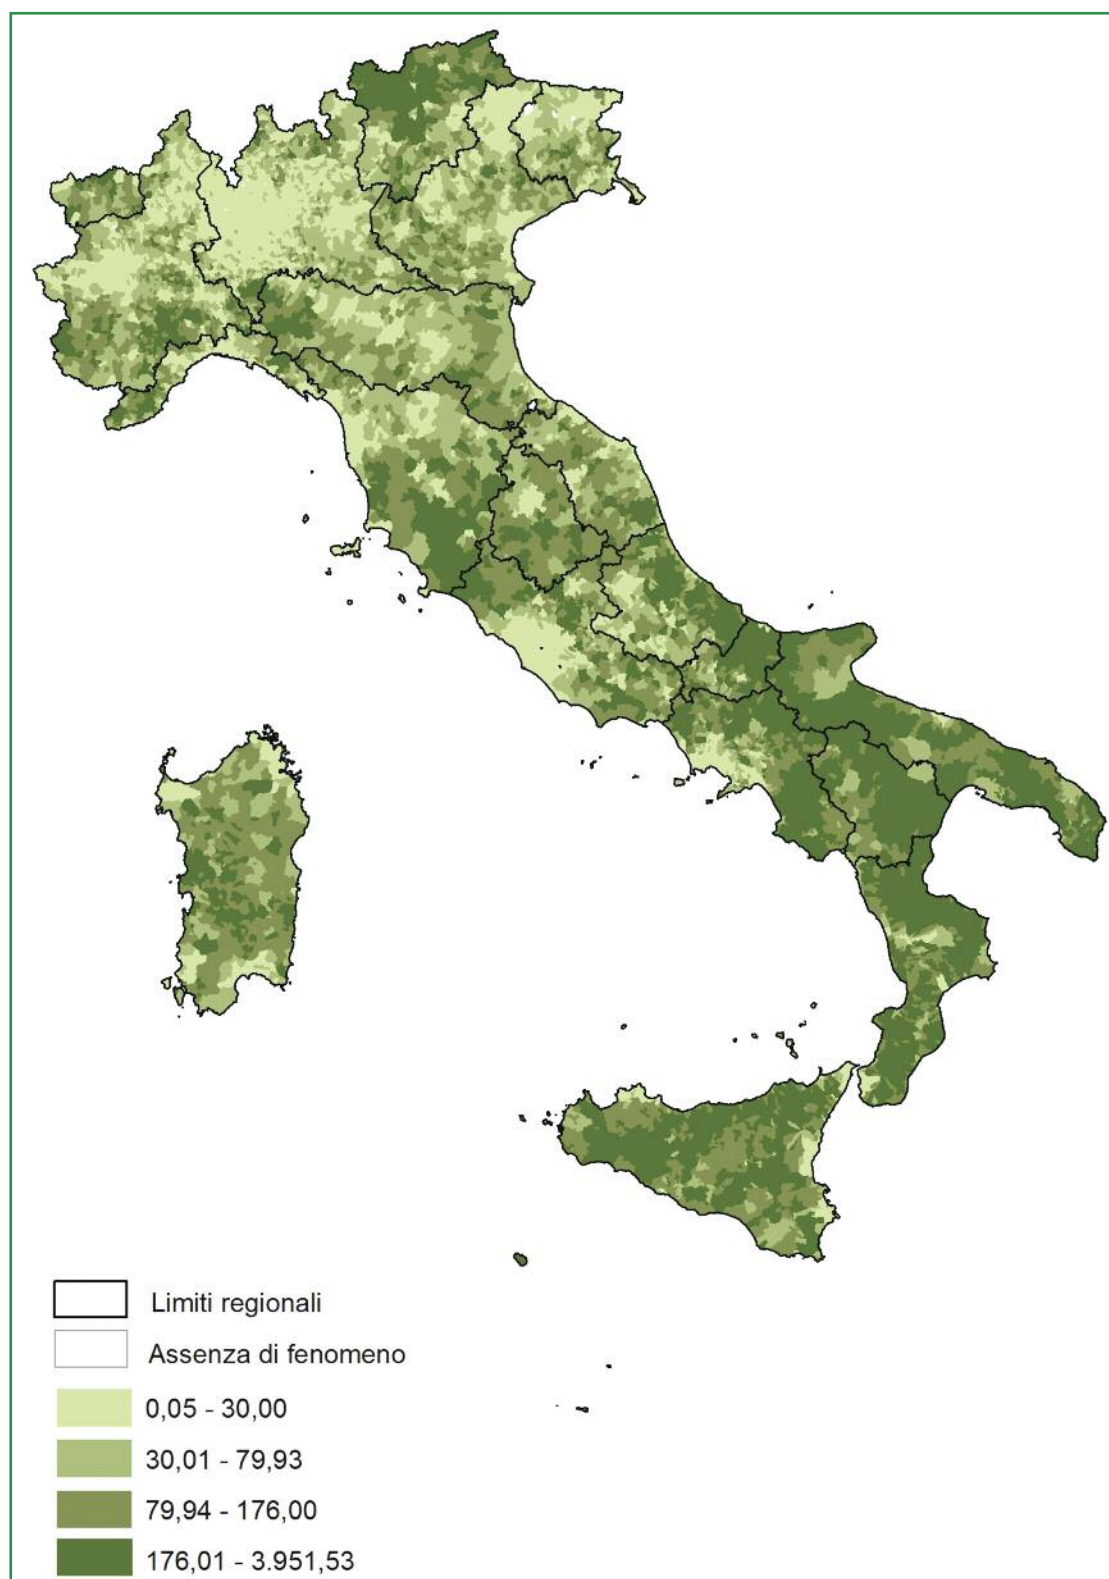 Limiti regionali
Assenza di fenomeno
0,05 - 30,00
30,01 - 79,93
79,94 - 176,00
176,01 - 3.951,53